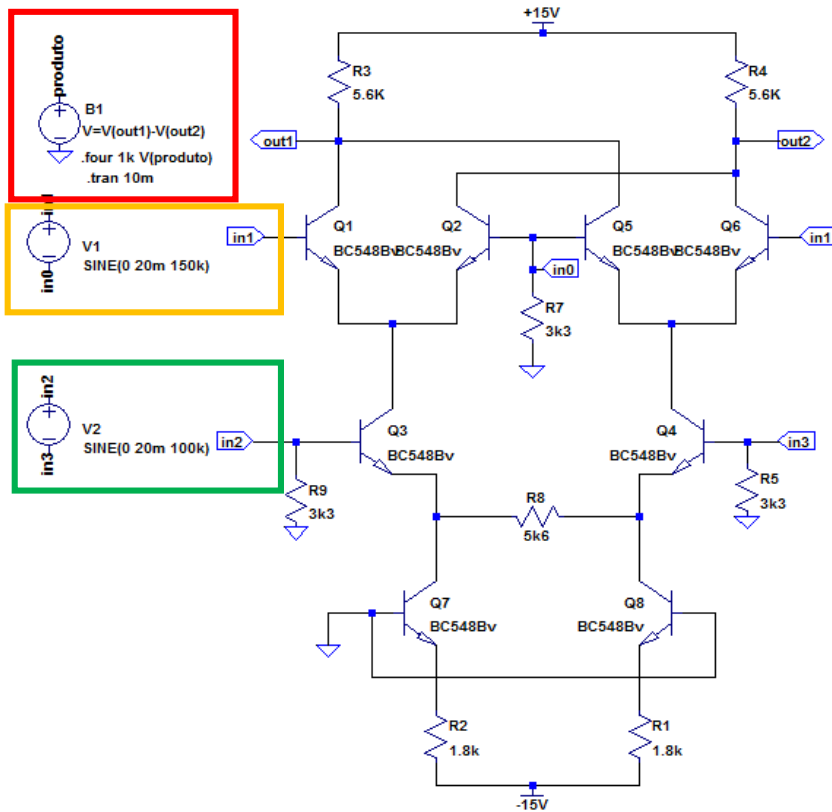 +15V
produto
R3
5.6K
R4
5.6K
B1
V=V(out1)-V(out2)
.four 1k V(produto)
.tran 10m
out1
out2
in1
V1
SINE(0 20m 150k)
in0
in1
Q1
BC548Bv
Q2
BC548Bv
Q5
BC548Bv
Q6
BC548Bv
in1
in0
R7
3k3
in2
V2
SINE(0 20m 100k)
in3
in2
Q3
BC548Bv
Q4
BC548Bv
in3
R9
3k3
R8
5k6
R5
3k3
Q7
BC548Bv
Q8
BC548Bv
R2
1.8k
R1
1.8k
-15V